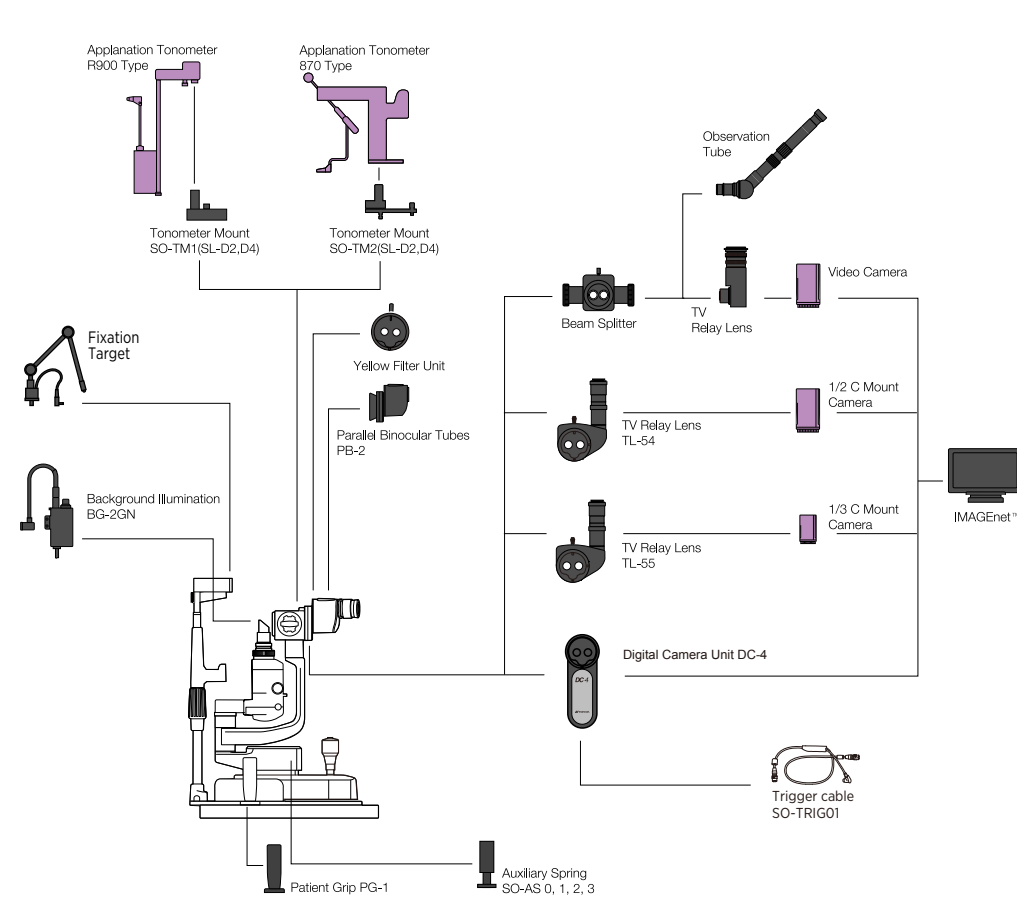 Applanation Tonometer
R900 Type
Applanation Tonometer
870 Type
Observation
Tube
Tonometer Mount
SO-TM1(SL-D2,D4)
Tonometer Mount
SO-TM2(SL-D2,D4)
Video Camera
Beam Splitter
TV
Relay Lens
Fixation
Target
Yellow Filter Unit
1/2 C Mount
Camera
TV Relay Lens
TL-54
Parallel Binocular Tubes
PB-2
Background Illumination
BG-2GN
1/3 C Mount
Camera
IMAGEnet™
TV Relay Lens
TL-55
Digital Camera Unit DC-4
DC-4
Trigger cable
SO-TRIG01
Patient Grip PG-1
Auxiliary Spring
SO-AS 0, 1, 2, 3